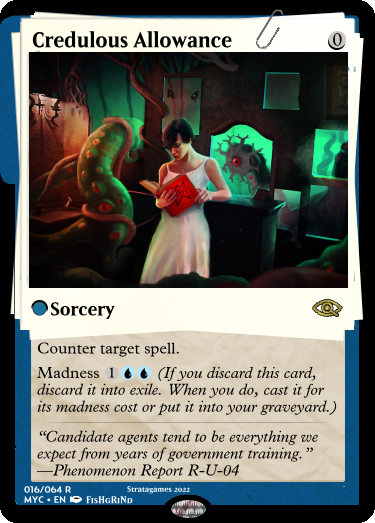 Credulous Allowance 0
Sorcery
Counter target spell.
Madness 1 (If you discard this card,
discard it into exile. When you do, cast it for
its madness cost or put it into your graveyard.)
“Candidate agents tend to be everything we
expect from years of government training.”
—Phenomenon Report R-U-04
016/064 R Stratagames 2022
MYC • EN FisHGRiNd